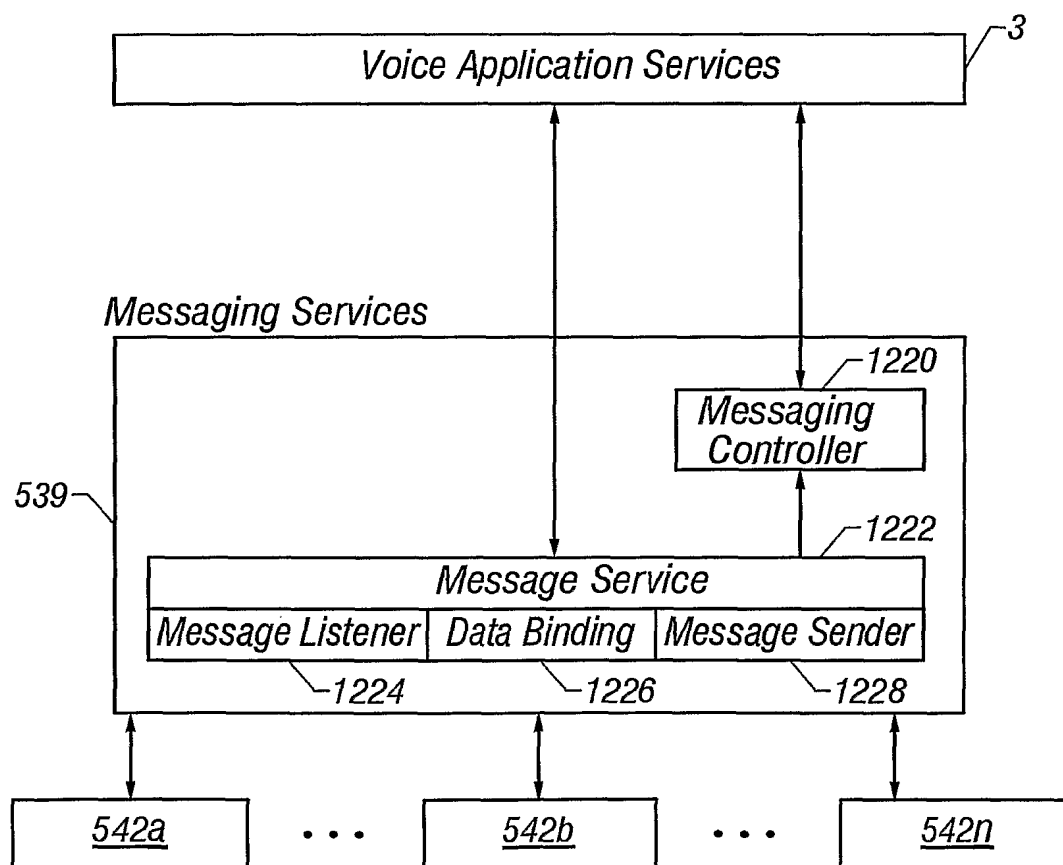 3
Voice Application Services
Messaging Services
1220
Messaging
Controller
539
1222
Message Service
Message Listener
Data Binding
Message Sender
1224
1226
1228
542a
• • •
542b
• • •
542n